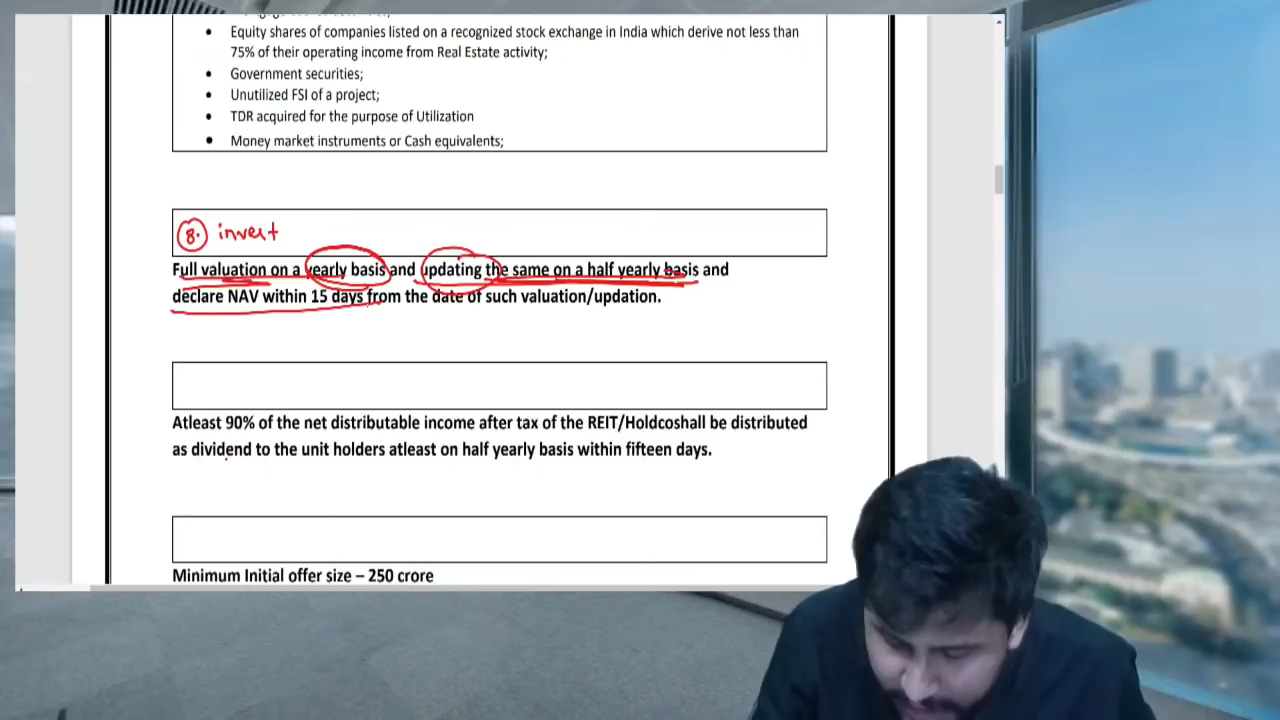 Equity shares of companies listed on a recognized stock exchange in India which derive not less than
75% of their operating income from Real Estate activity;
Government securities;
Unutilized FSI of a project;
TDR acquired for the purpose of Utilization
Money market instruments or Cash equivalents;
8. invest
Full valuation on a yearly basis and updating the same on a half yearly basis and
declare NAV within 15 days from the date of such valuation/updation.
Atleast 90% of the net distributable income after tax of the REIT/Holdcoshall be distributed
as dividend to the unit holders atleast on half yearly basis within fifteen days.
Minimum Initial offer size – 250 crore